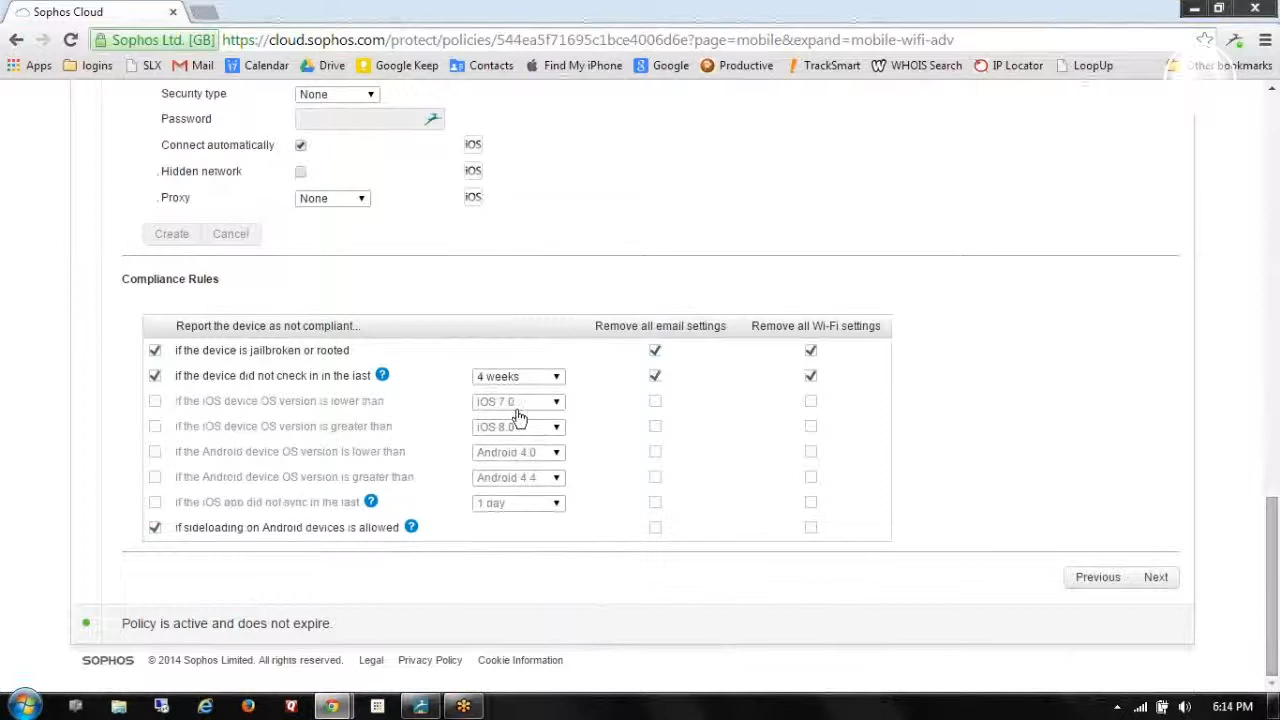 Sophos Cloud
Sophos Ltd. [GB] https://cloud.sophos.com/protect/policies
?page=mobile&expand=mobile-wifi-adv
Apps logins SLX Mail Calendar Drive Google Keep Contacts Find My iPhone Google Productive TrackSmart WHOIS Search IP Locator LoopUp Other bookmarks
Security type None
Password
Connect automatically iOS
Hidden network iOS
Proxy None iOS
Create Cancel
Compliance Rules
Report the device as not compliant... Remove all email settings Remove all Wi-Fi settings
if the device is jailbroken or rooted
if the device did not check in in the last ? 4 weeks
if the iOS device OS version is lower than iOS 7.0
if the iOS device OS version is greater than iOS 8.0
if the Android device OS version is lower than Android 4.0
if the Android device OS version is greater than Android 4.4
if the iOS app did not sync in the last ? 1 day
if sideloading on Android devices is allowed ?
Previous Next
Policy is active and does not expire.
SOPHOS © 2014 Sophos Limited. All rights reserved. Legal Privacy Policy Cookie Information
6:14 PM